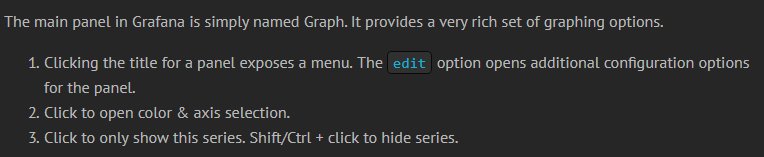 The main panel in Grafana is simply named Graph. It provides a very rich set of graphing options.
1. Clicking the title for a panel exposes a menu. The edit option opens additional configuration options
for the panel.
2. Click to open color & axis selection.
3. Click to only show this series. Shift/Ctrl + click to hide series.